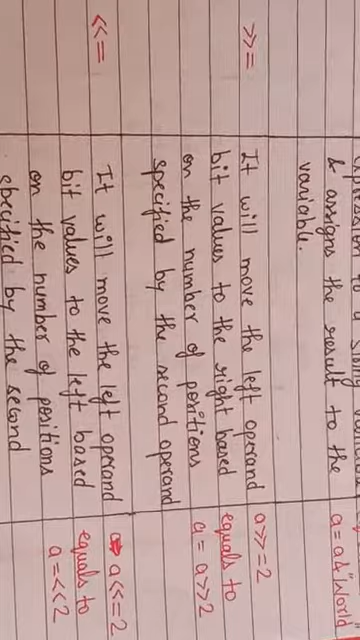 & assigns the result to the
variable.
a = a & "World"
>>=
It will move the left operand
bit values to the right based
on the number of positions
specified by the second operand
a>>=2
equals to
a = a>>2
<<=
It will move the left operand
bit values to the left based
on the number of positions
specified by the second
a<<=2
equals to
a=<<2